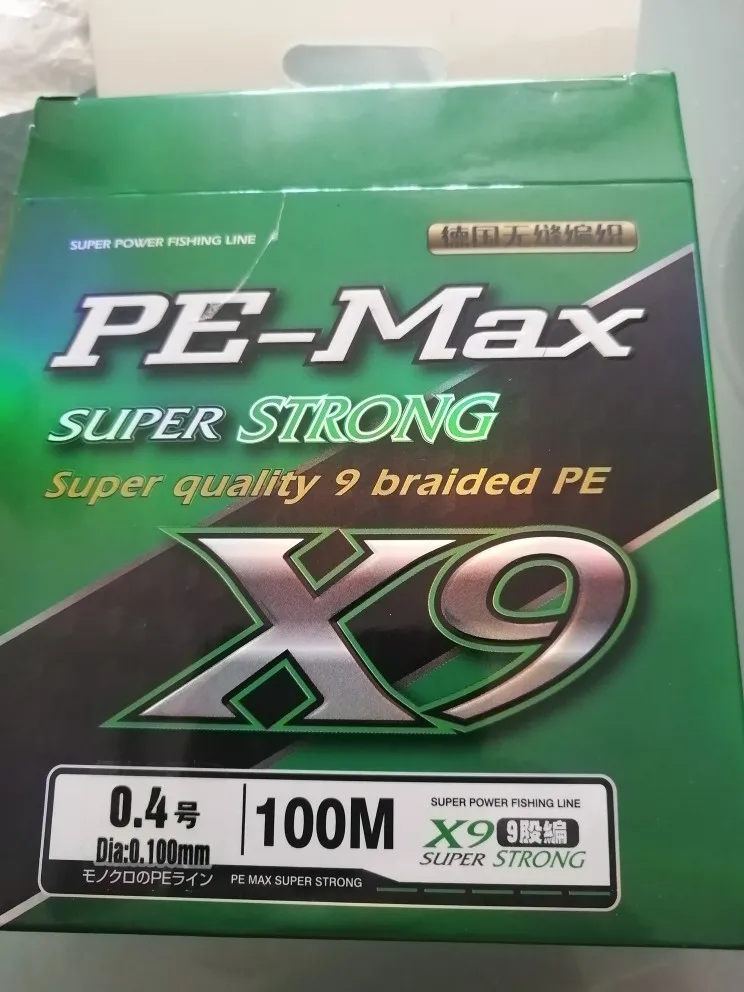 SUPER POWER FISHING LINE
德国无缝编织
PE-Max
SUPER STRONG
Super quality 9 braided PE
X9
0.4号
Dia:0.100mm
100M
SUPER POWER FISHING LINE
X9 9股編
SUPER STRONG
モノクロのPEライン
PE MAX SUPER STRONG